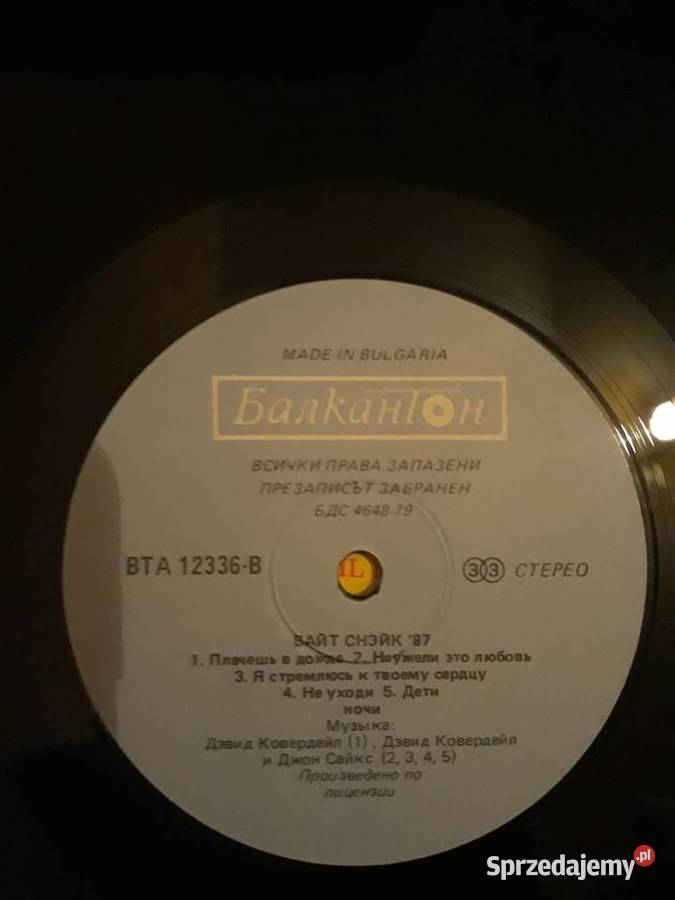 MADE IN BULGARIA
БалканТон
ВСИЧКИ ПРАВА ЗАПАЗЕНИ
ПРЕЗАПИСЪТ ЗАБРАНЕН
БДС 4648-79
ВТА 12336-В
33 СТЕРЕО
ВАЙТ СНЭЙК '87
1. Плачешь в дожде 2. Неужели это любовь
3. Я стремлюсь к твоему сердцу
4. Не уходи 5. Дети
ночи
Музыка:
Дэвид Ковердейл (1) , Дэвид Ковердейл
и Джон Сайкс (2, 3, 4, 5)
Произведено по
лицензии
Sprzedajemy.pl